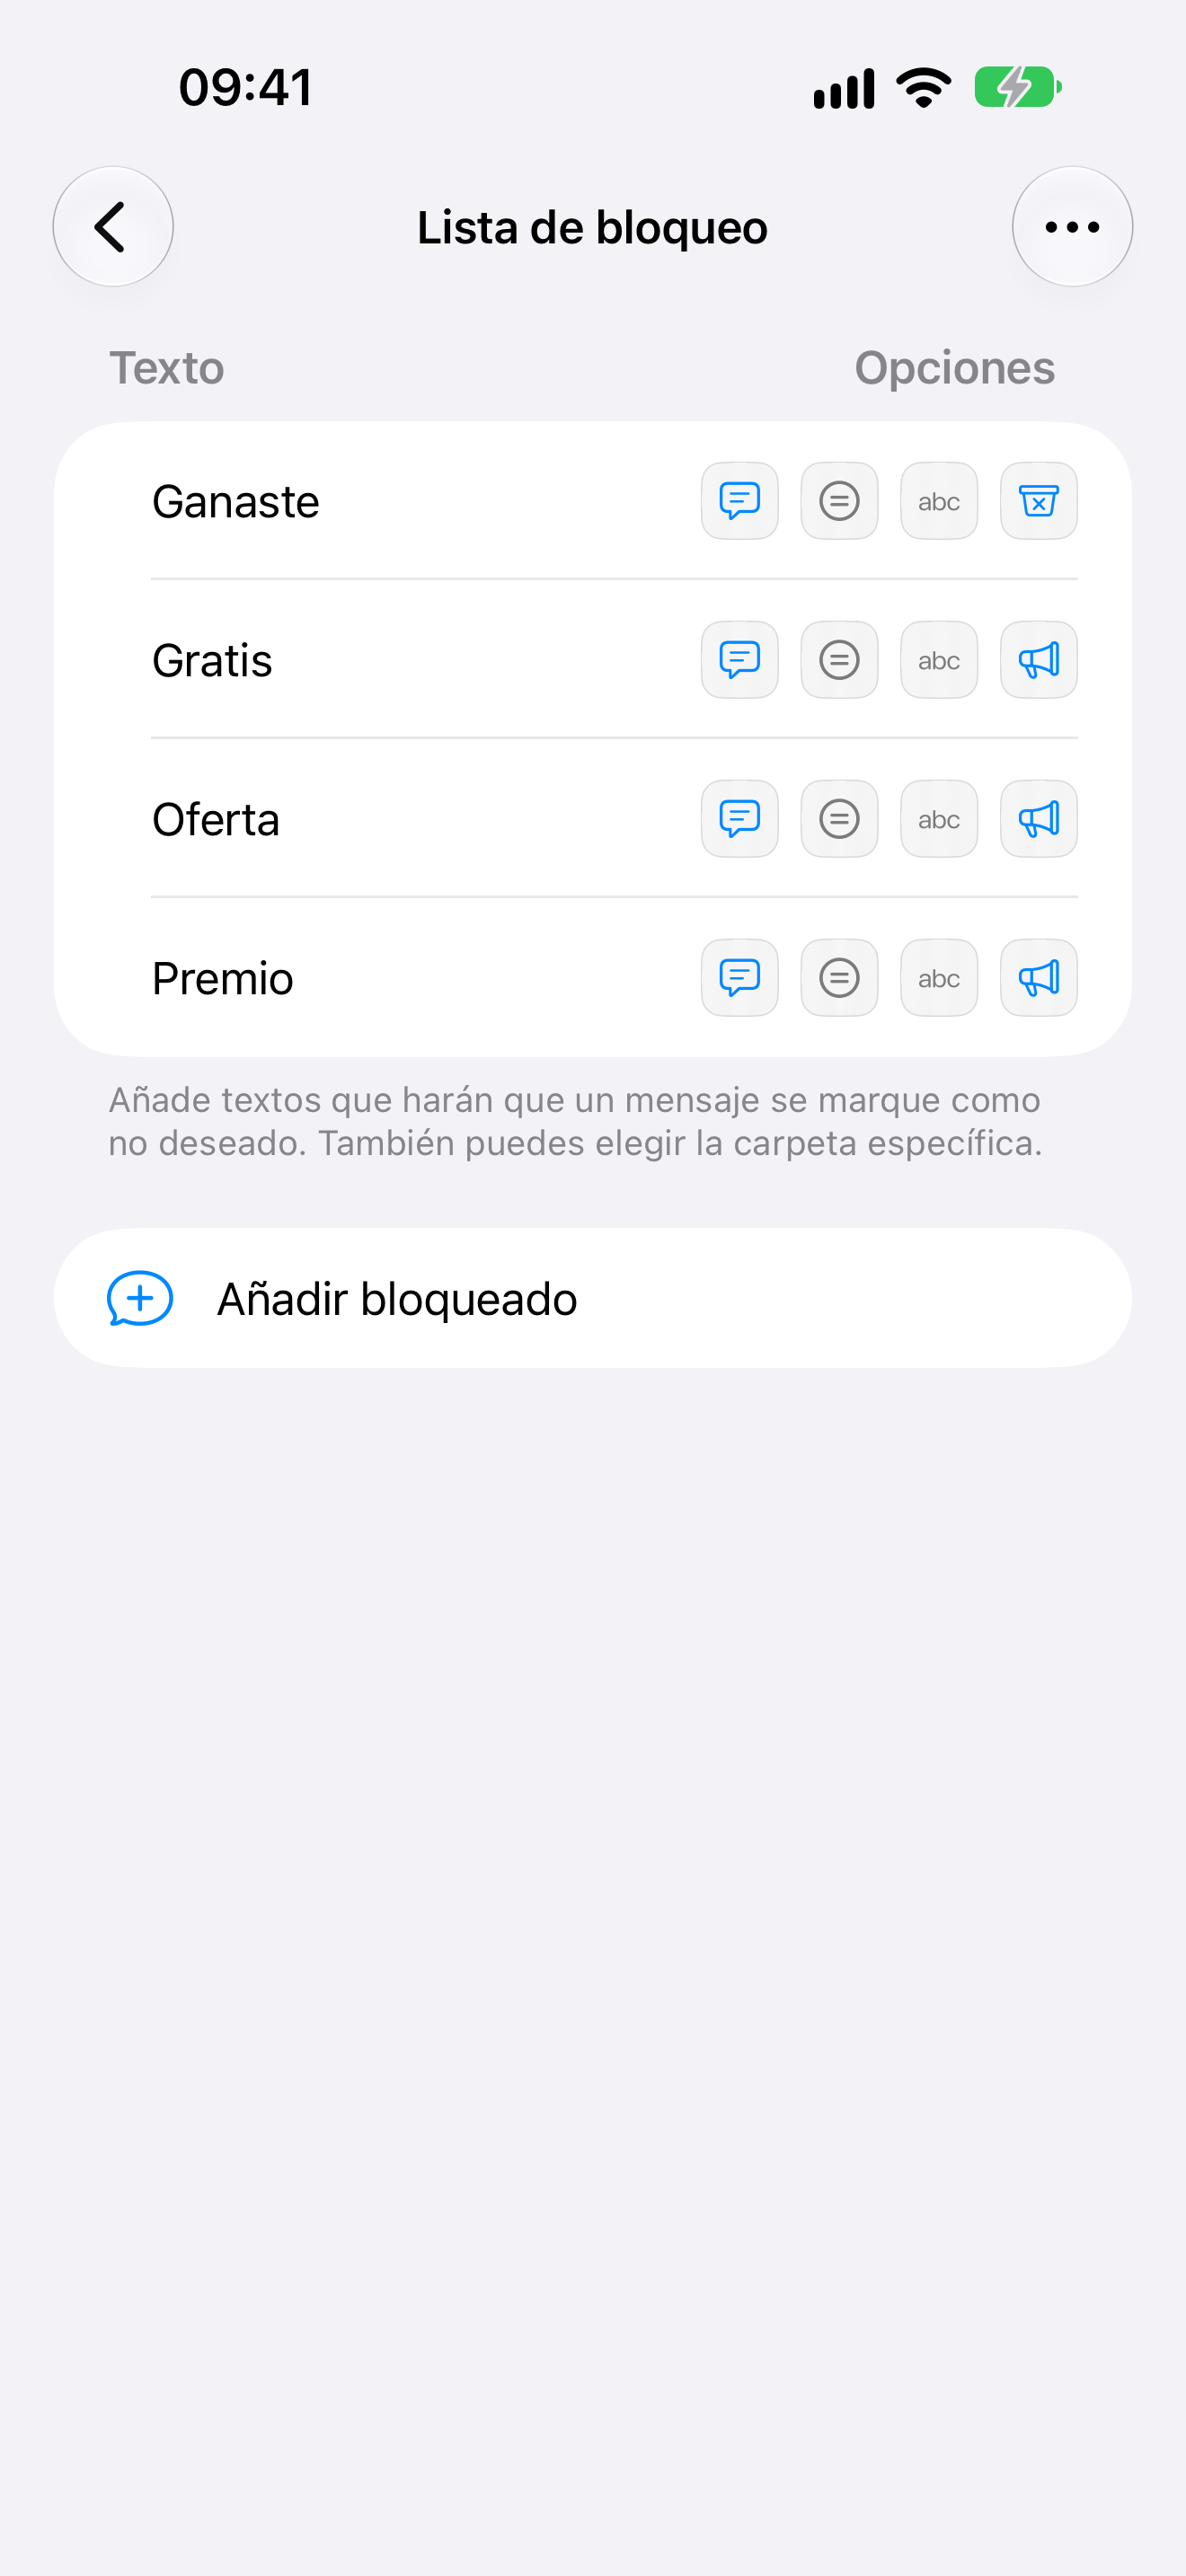 09:41
Lista de bloqueo
Texto Opciones
Ganaste abc
Gratis abc
Oferta abc
Premio abc
Añade textos que harán que un mensaje se marque como
no deseado. También puedes elegir la carpeta específica.
Añadir bloqueado